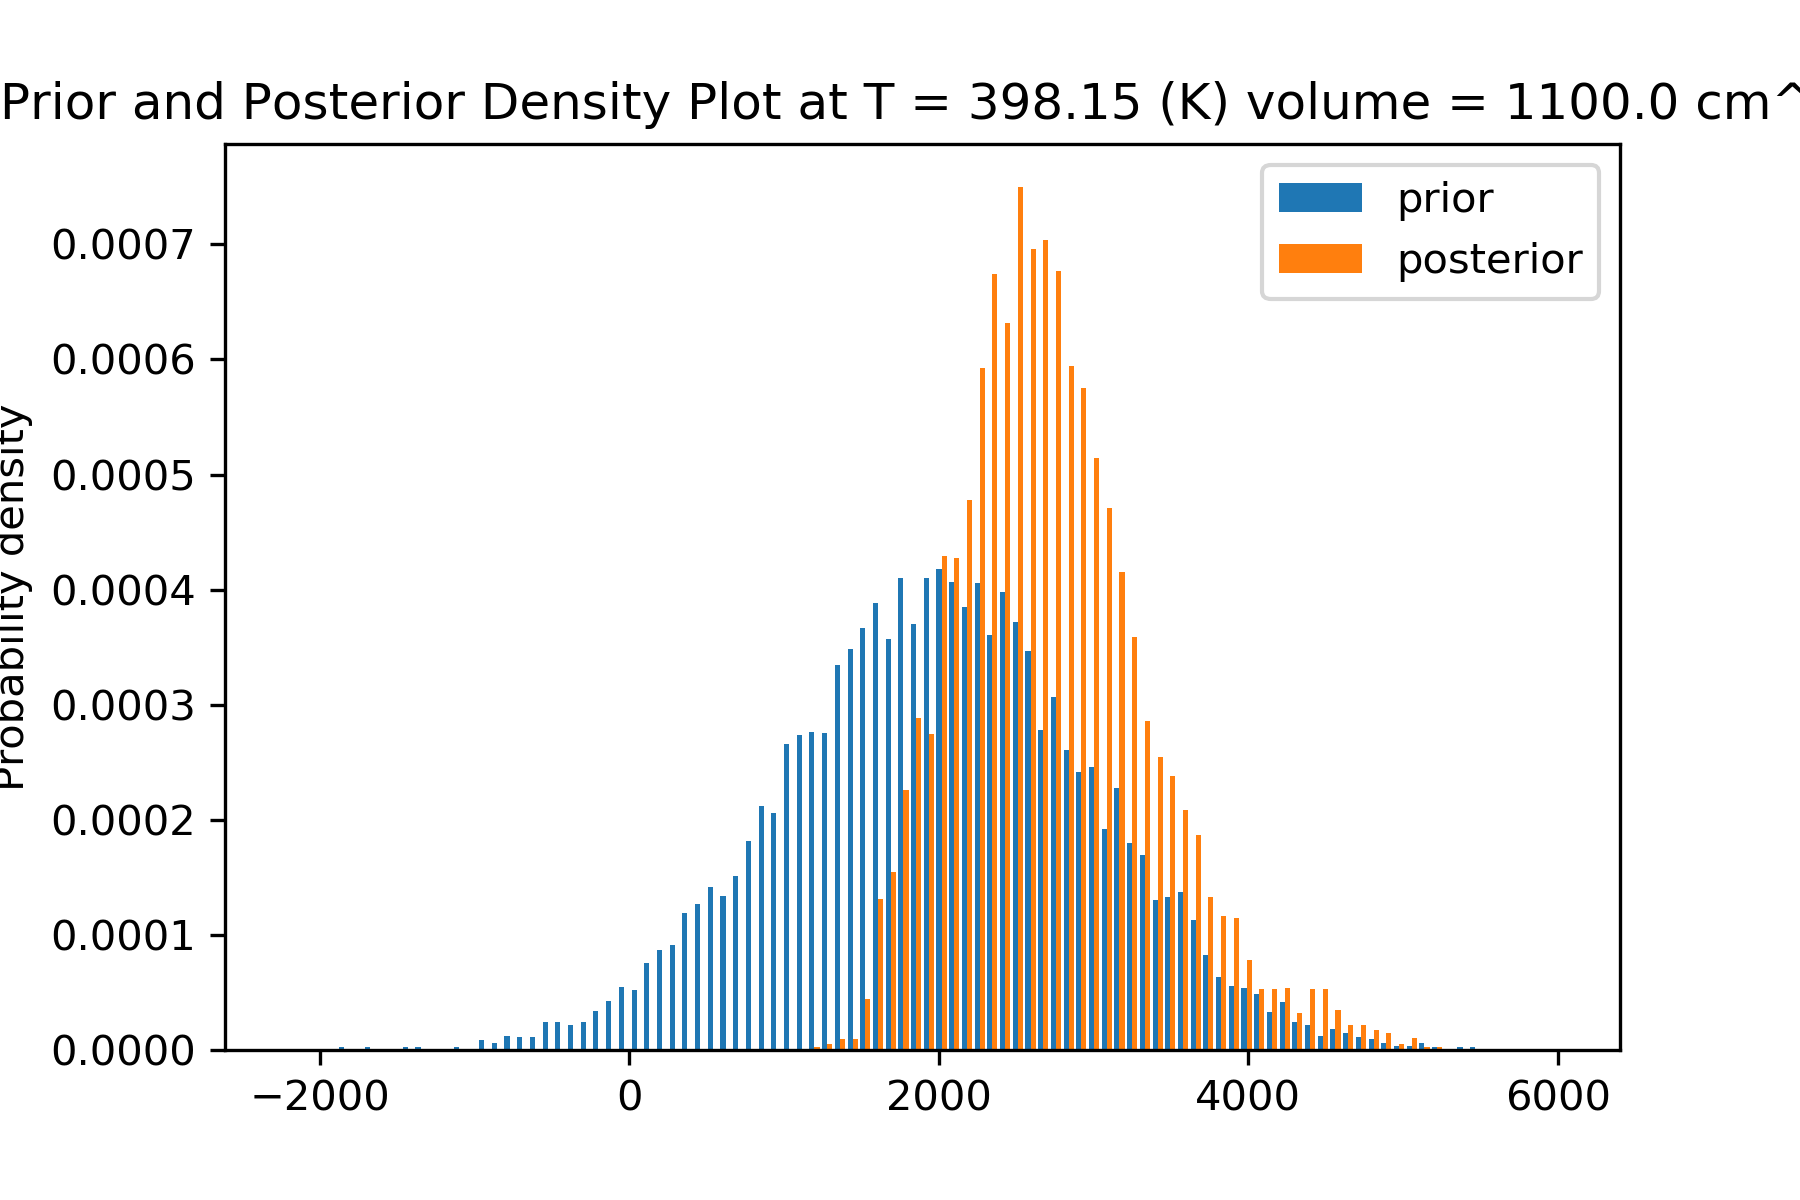 Prior and Posterior Density Plot at T = 398.15 (K) volume = 1100.0 cm^
prior
posterior
Probability density
0.0007
0.0006
0.0005
0.0004
0.0003
0.0002
0.0001
0.0000
−2000 0 2000 4000 6000